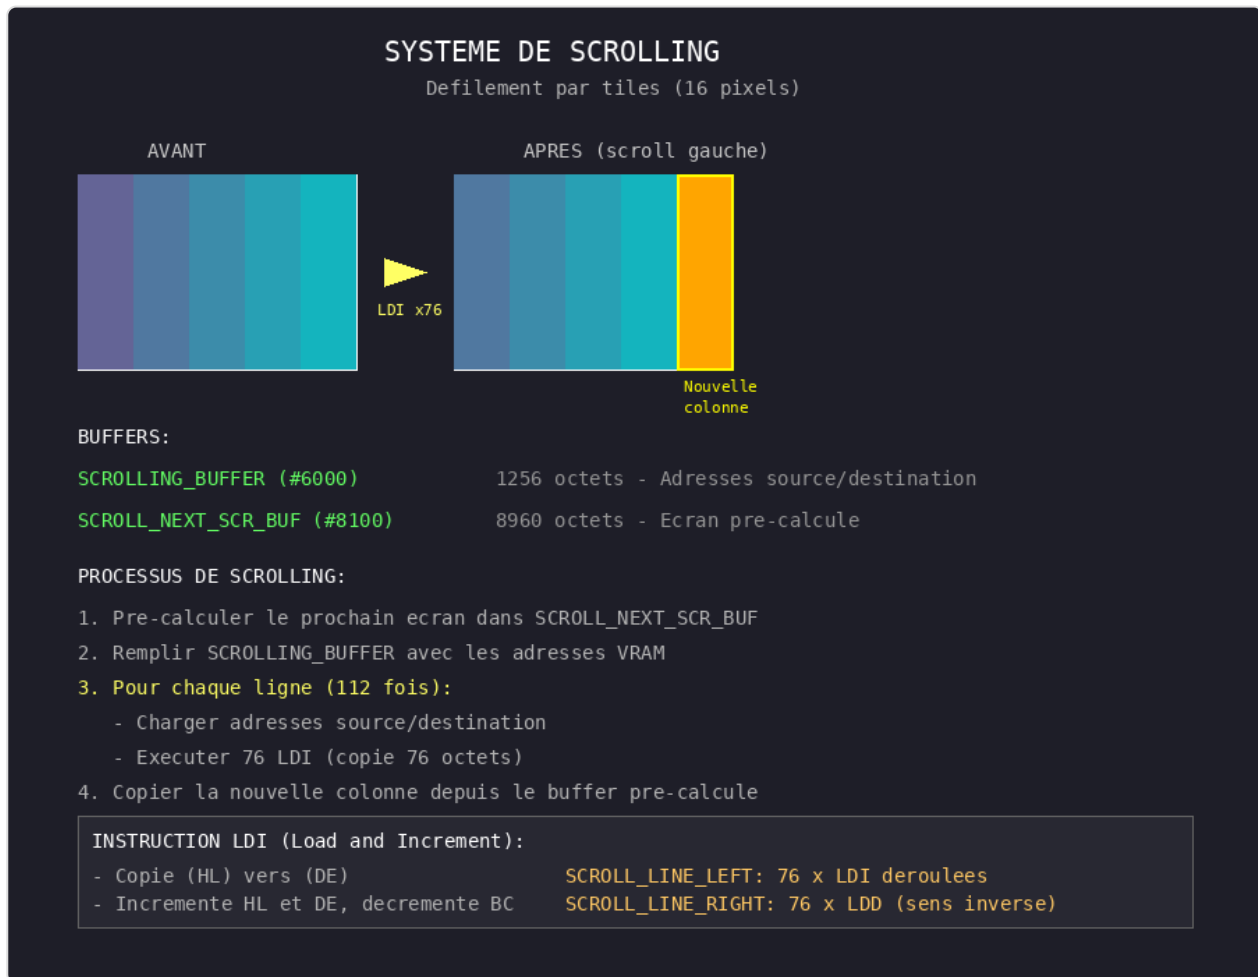 SYSTEME DE SCROLLING
Defilement par tiles (16 pixels)
AVANT
APRES (scroll gauche)
LDI x76
Nouvelle
colonne
BUFFERS:
SCROLLING_BUFFER (#6000) 1256 octets - Adresses source/destination
SCROLL_NEXT_SCR_BUF (#8100) 8960 octets - Ecran pre-calcule
PROCESSUS DE SCROLLING:
1. Pre-calculer le prochain ecran dans SCROLL_NEXT_SCR_BUF
2. Remplir SCROLLING_BUFFER avec les adresses VRAM
3. Pour chaque ligne (112 fois):
- Charger adresses source/destination
- Executer 76 LDI (copie 76 octets)
4. Copier la nouvelle colonne depuis le buffer pre-calcule
INSTRUCTION LDI (Load and Increment):
- Copie (HL) vers (DE) SCROLL_LINE_LEFT: 76 x LDI deroulees
- Incremente HL et DE, decremente BC SCROLL_LINE_RIGHT: 76 x LDD (sens inverse)